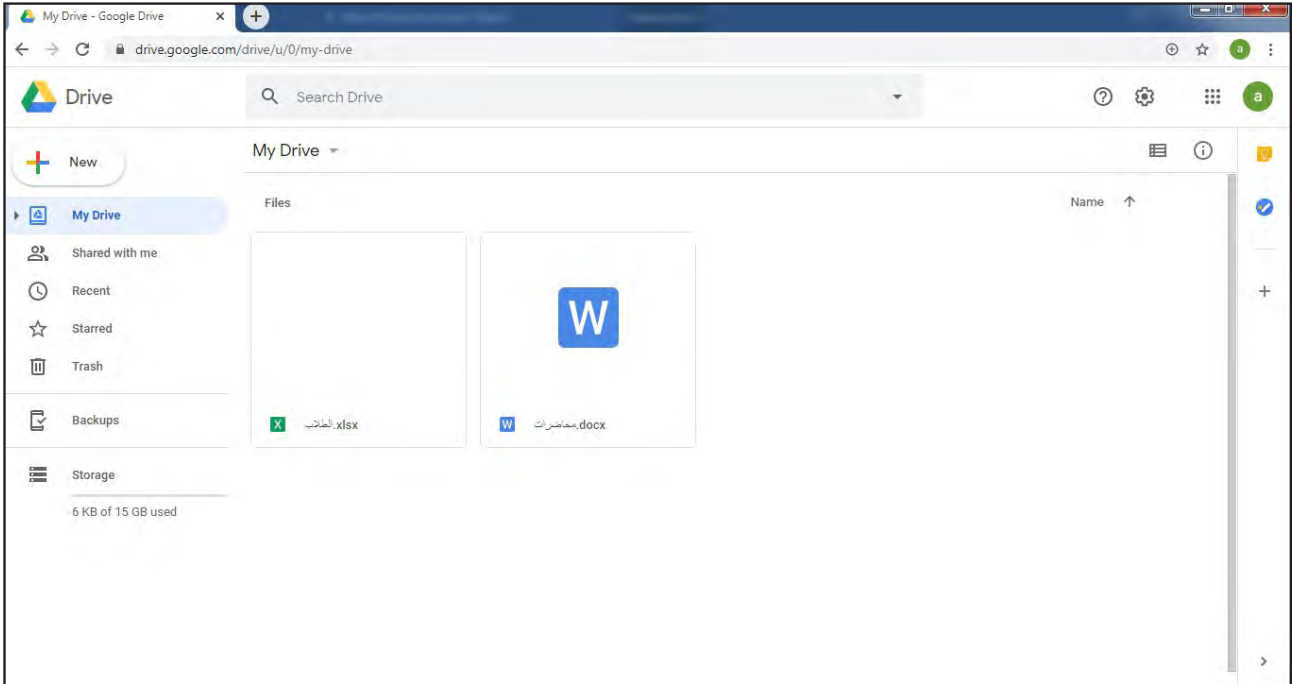 My Drive - Google Drive
drive.google.com/drive/u/0/my-drive
a
Drive
Search Drive
a
New
My Drive
My Drive
Files
Name
Shared with me
Recent
Starred
Trash
W
Backups
X الطلاب.xlsx
W محاضرات.docx
Storage
6 KB of 15 GB used